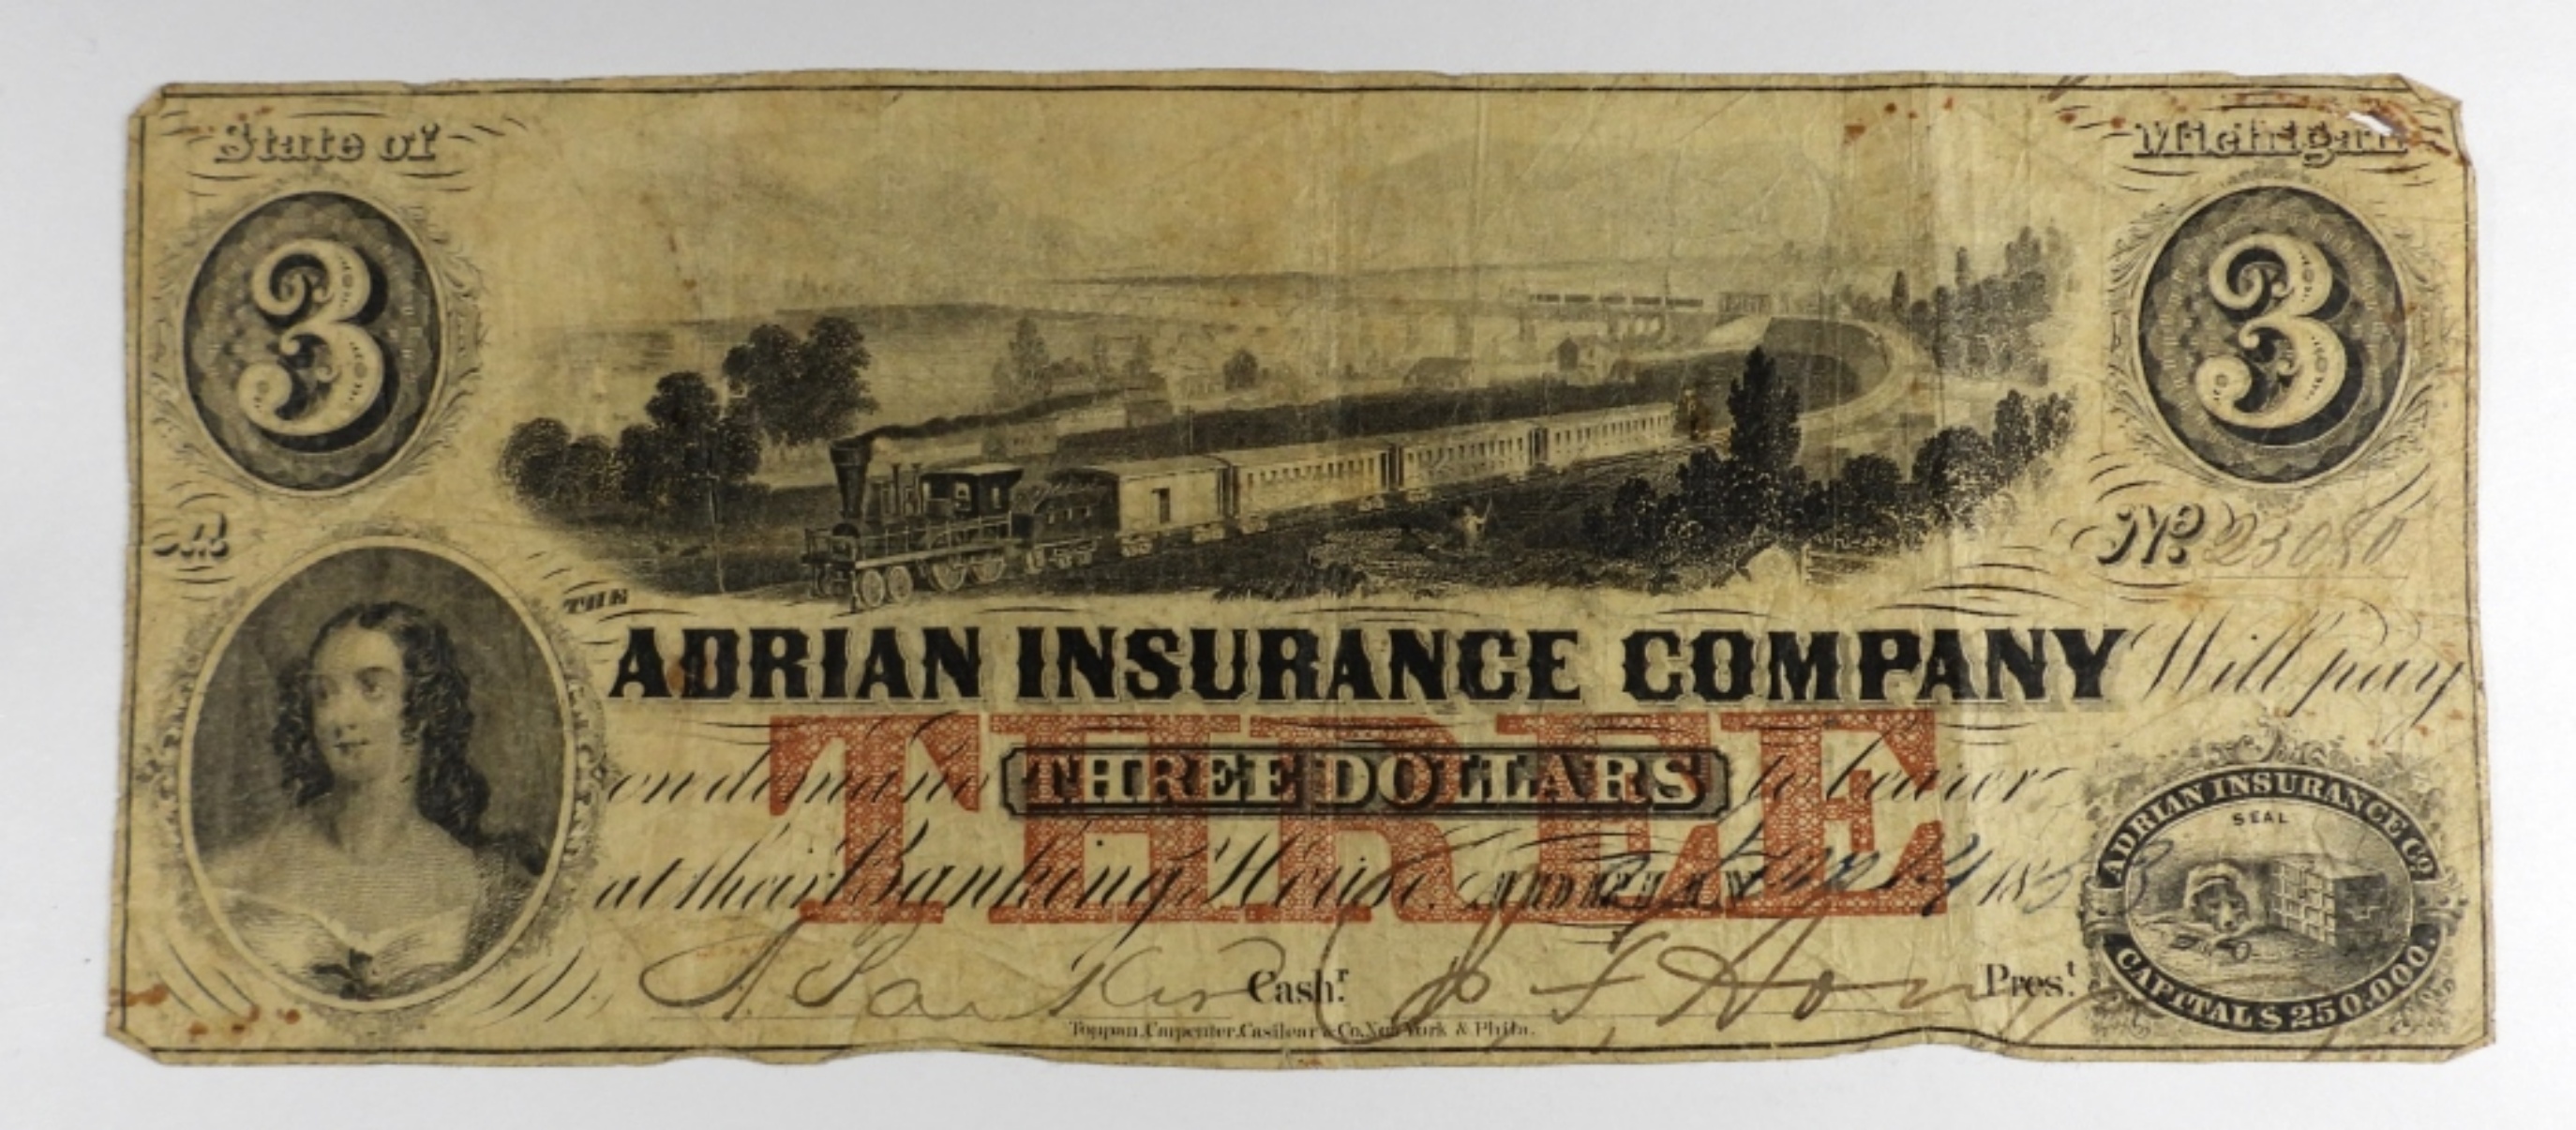 State of Michigan
3 3
A No 23080
THE
ADRIAN INSURANCE COMPANY Will pay
THREE
on demand THREE DOLLARS to bearer
at their Banking House. ADRIAN 185
Cash.r Pres.t
Toppan, Carpenter, Casilear & Co. New York & Phila.
ADRIAN INSURANCE CO.
SEAL
CAPITAL $ 250.000.